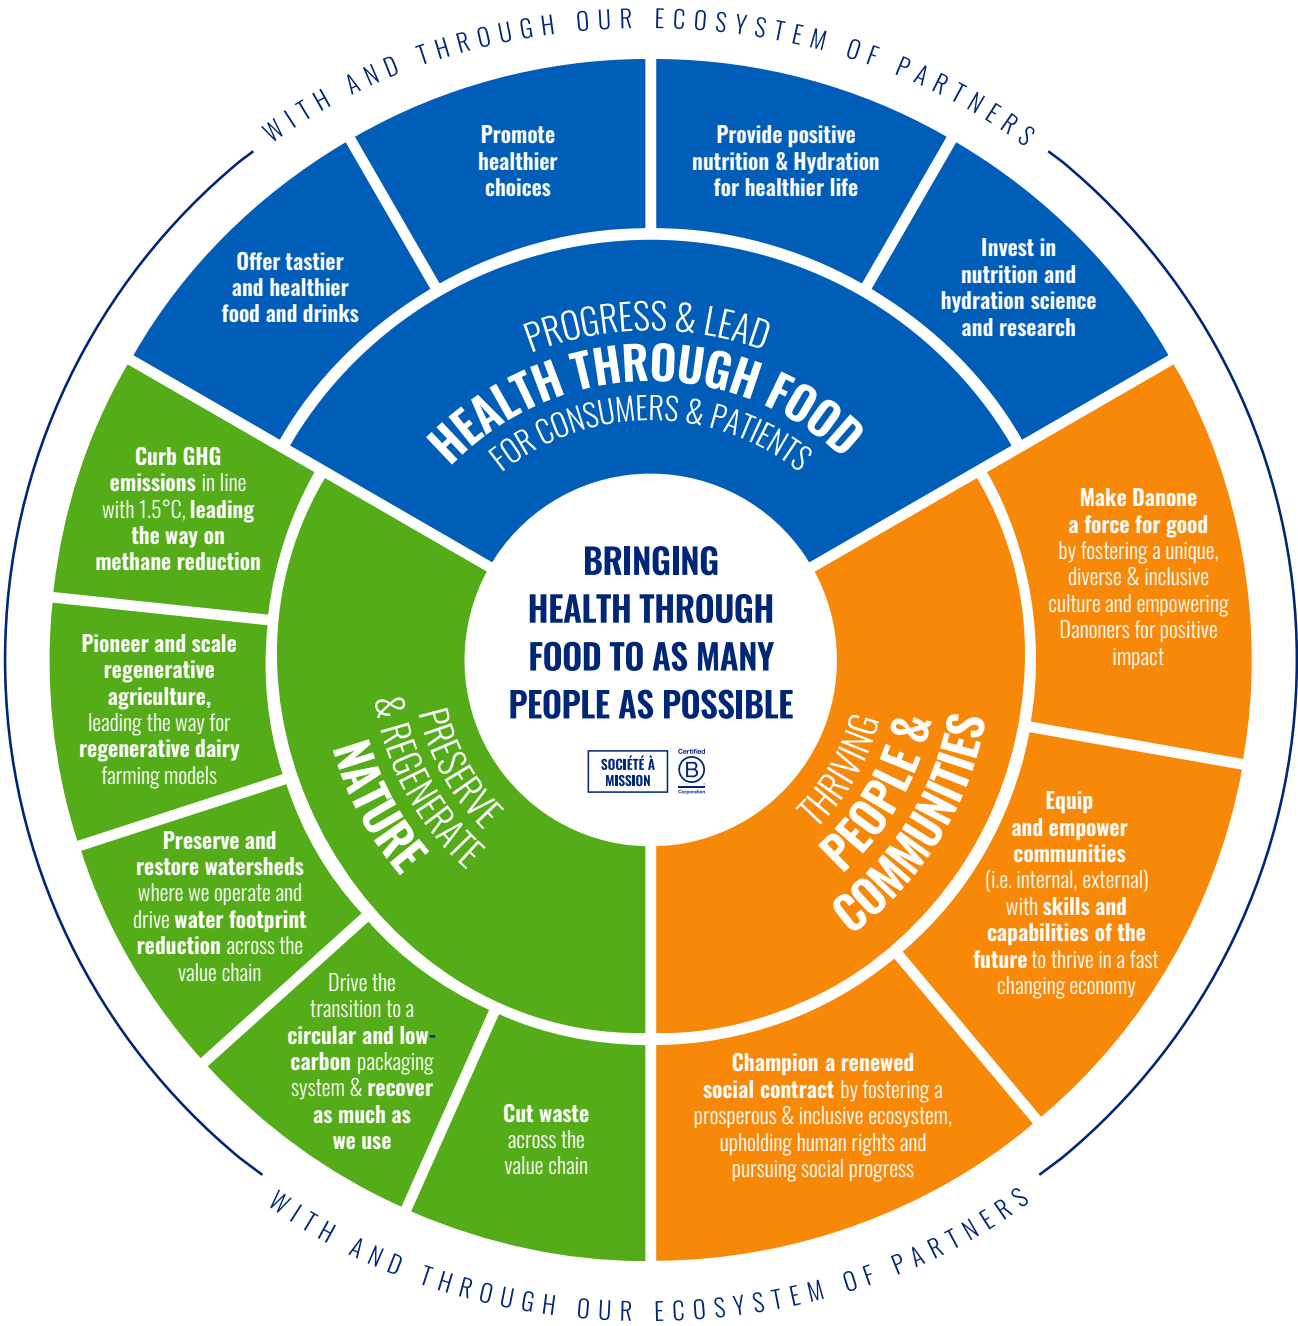 WITH AND THROUGH OUR ECOSYSTEM OF PARTNERS
Promote
healthier
choices
Provide positive
nutrition & Hydration
for healthier life
Offer tastier
and healthier
food and drinks
Invest in
nutrition and
hydration science
and research
PROGRESS & LEAD
HEALTH THROUGH FOOD
FOR CONSUMERS & PATIENTS
Curb GHG
emissions in line
with 1.5°C, leading
the way on
methane reduction
Pioneer and scale
regenerative
agriculture,
leading the way for
regenerative dairy
farming models
Preserve and
restore watersheds
where we operate and
drive water footprint
reduction across the
value chain
Drive the
transition to a
circular and low-
carbon packaging
system & recover
as much as
we use
Cut waste
across the
value chain
PRESERVE
& REGENERATE
NATURE
BRINGING
HEALTH THROUGH
FOOD TO AS MANY
PEOPLE AS POSSIBLE
SOCIÉTÉ À
MISSION
Certified
B
Corporation
THRIVING
PEOPLE &
COMMUNITIES
Make Danone
a force for good
by fostering a unique,
diverse & inclusive
culture and empowering
Danoners for positive
impact
Equip
and empower
communities
(i.e. internal, external)
with skills and
capabilities of the
future to thrive in a fast
changing economy
Champion a renewed
social contract by fostering a
prosperous & inclusive ecosystem,
upholding human rights and
pursuing social progress
WITH AND THROUGH OUR ECOSYSTEM OF PARTNERS